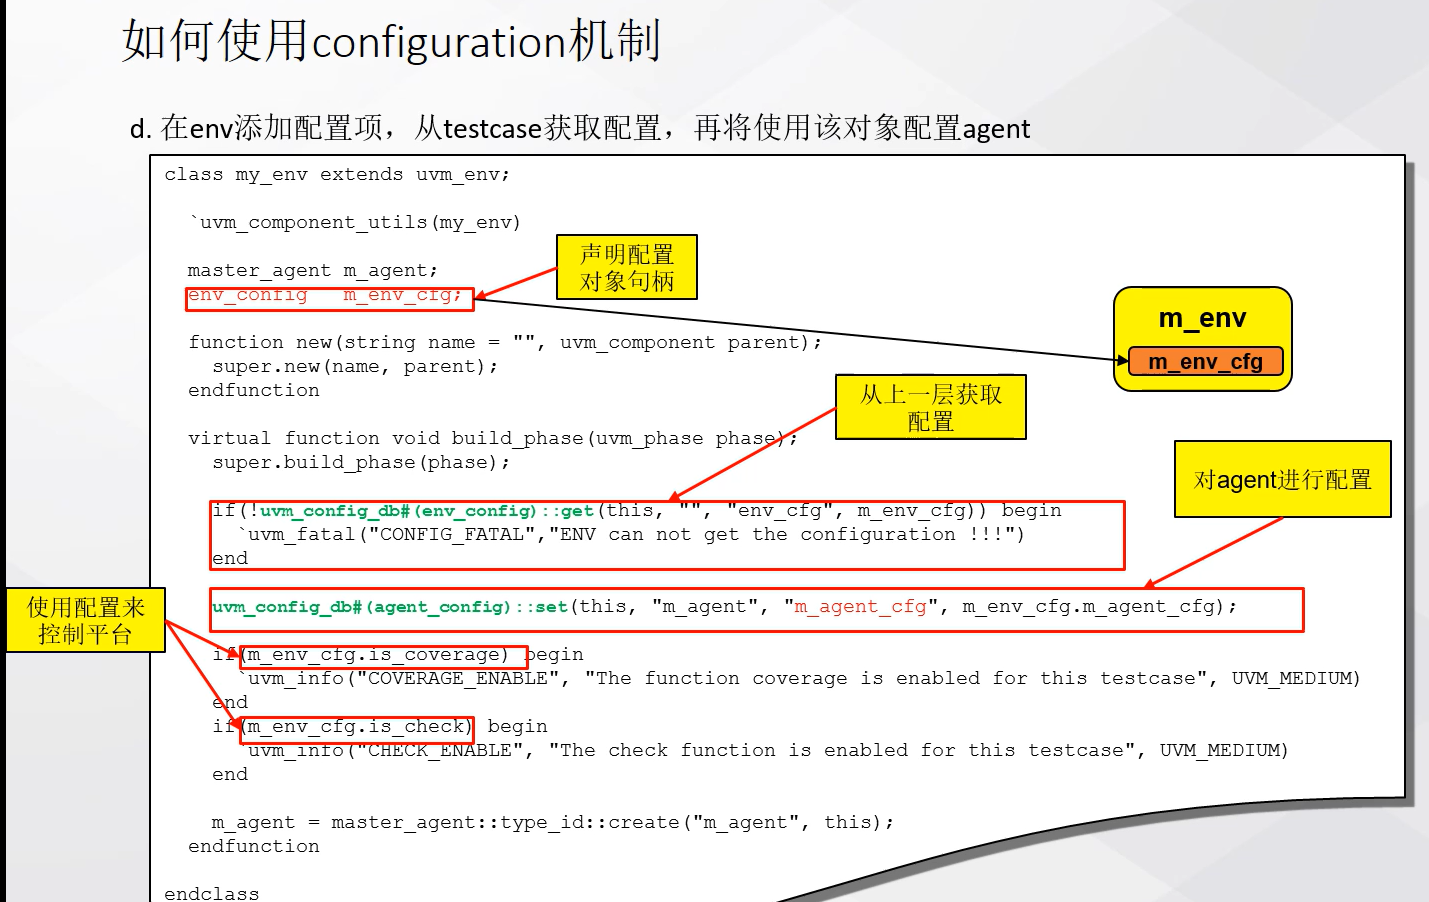 如何使用configuration机制
d. 在env添加配置项，从testcase获取配置，再将使用该对象配置agent
class my_env extends uvm_env;
`uvm_component_utils(my_env)
声明配置
对象句柄
master_agent m_agent;
env_config m_env_cfg;
m_env
m_env_cfg
function new(string name = "", uvm_component parent);
super.new(name, parent);
endfunction
从上一层获取
配置
virtual function void build_phase(uvm_phase phase);
super.build_phase(phase);
对agent进行配置
if(!uvm_config_db#(env_config)::get(this, "", "env_cfg", m_env_cfg)) begin
`uvm_fatal("CONFIG_FATAL","ENV can not get the configuration !!!")
end
使用配置来
控制平台
uvm_config_db#(agent_config)::set(this, "m_agent", "m_agent_cfg", m_env_cfg.m_agent_cfg);
if(m_env_cfg.is_coverage) begin
`uvm_info("COVERAGE_ENABLE", "The function coverage is enabled for this testcase", UVM_MEDIUM)
end
if(m_env_cfg.is_check) begin
`uvm_info("CHECK_ENABLE", "The check function is enabled for this testcase", UVM_MEDIUM)
end
m_agent = master_agent::type_id::create("m_agent", this);
endfunction
endclass